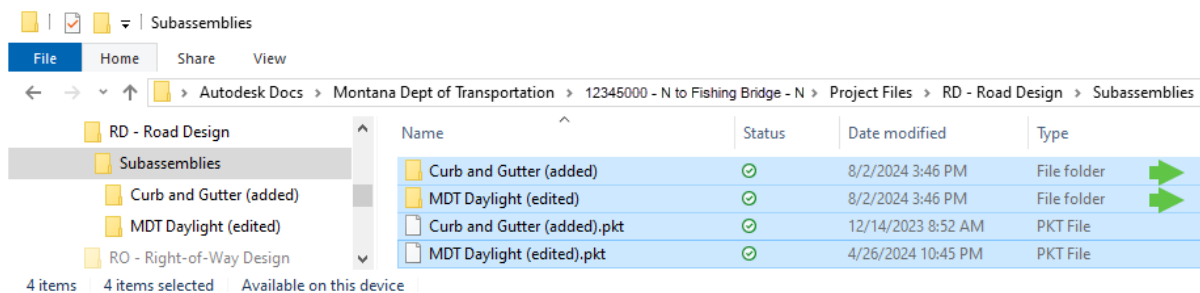 Subassemblies
File Home Share View
Autodesk Docs > Montana Dept of Transportation > 12345000 - N to Fishing Bridge - N > Project Files > RD - Road Design > Subassemblies
RD - Road Design
Subassemblies
Curb and Gutter (added)
MDT Daylight (edited)
RO - Right-of-Way Design
Name Status Date modified Type
Curb and Gutter (added) 8/2/2024 3:46 PM File folder
MDT Daylight (edited) 8/2/2024 3:46 PM File folder
Curb and Gutter (added).pkt 12/14/2023 8:52 AM PKT File
MDT Daylight (edited).pkt 4/26/2024 10:45 PM PKT File
4 items 4 items selected Available on this device